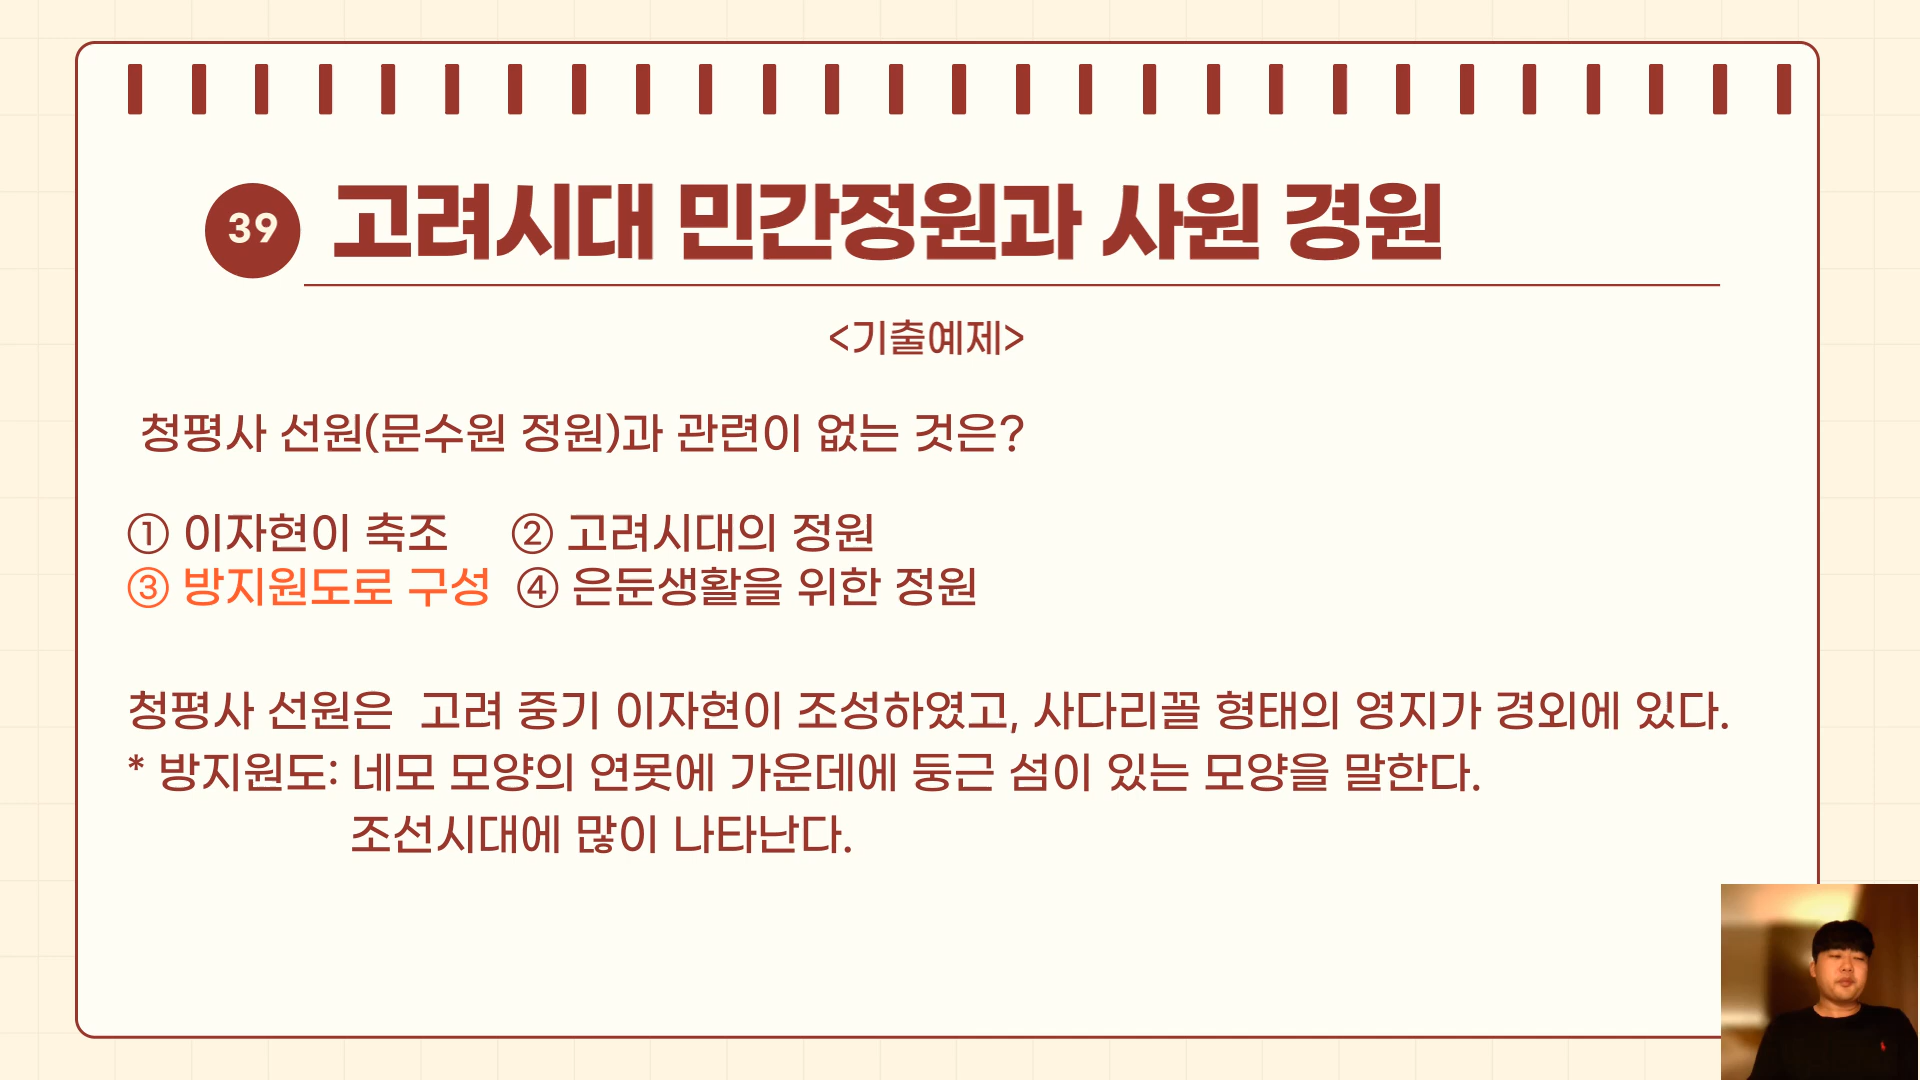 39 고려시대 민간정원과 사원 경원
<기출예제>
청평사 선원(문수원 정원)과 관련이 없는 것은?
① 이자현이 축조 ② 고려시대의 정원
③ 방지원도로 구성 ④ 은둔생활을 위한 정원
청평사 선원은 고려 중기 이자현이 조성하였고, 사다리꼴 형태의 영지가 경외에 있다.
* 방지원도: 네모 모양의 연못에 가운데에 둥근 섬이 있는 모양을 말한다.
조선시대에 많이 나타난다.